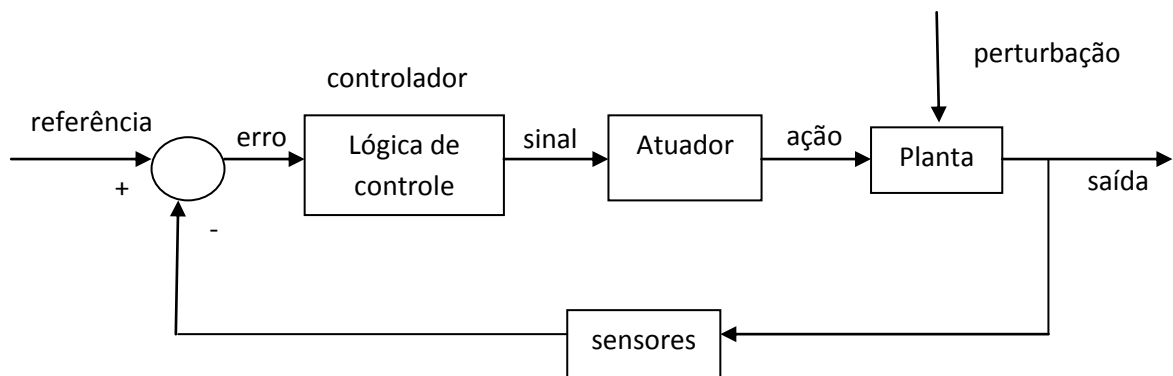 perturbação
controlador
referência
erro
Lógica de
controle
sinal
Atuador
ação
Planta
saída
+
-
sensores